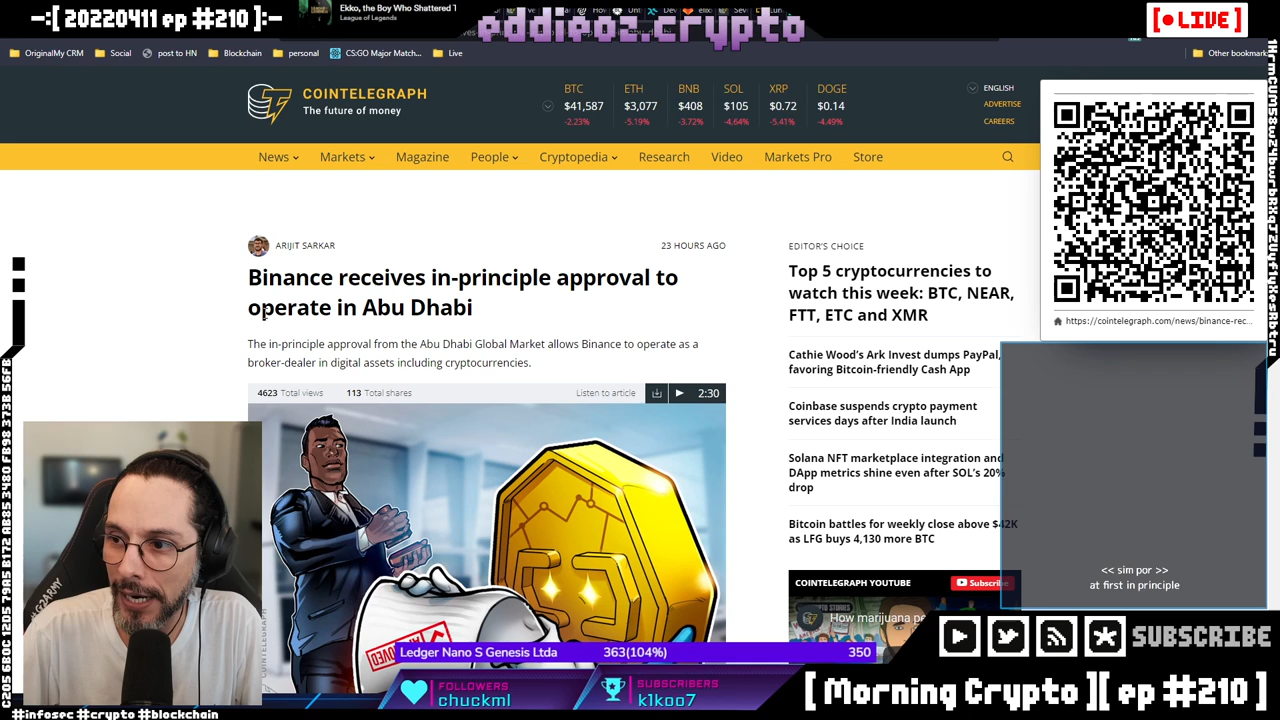 -:[ 20220411 ep #210 ]:-
Ekko, the Boy Who Shattered T
League of Legends
eddieoz.crypto
[ LIVE ]
OriginalMy CRM
Social
post to HN
Blockchain
personal
CS:GO Major Match...
Live
Other bookmark
COINTELEGRAPH
The future of money
BTC
ETH
BNB
SOL
XRP
DOGE
$41,587
$3,077
$408
$105
$0.72
$0.14
-2.23%
-5.19%
-3.72%
-4.64%
-5.41%
-4.49%
ENGLISH
ADVERTISE
CAREERS
News
Markets
Magazine
People
Cryptopedia
Research
Video
Markets Pro
Store
ARIJIT SARKAR
23 HOURS AGO
Binance receives in-principle approval to
operate in Abu Dhabi
The in-principle approval from the Abu Dhabi Global Market allows Binance to operate as a
broker-dealer in digital assets including cryptocurrencies.
4623 Total views
113 Total shares
Listen to article
2:30
EDITOR'S CHOICE
Top 5 cryptocurrencies to
watch this week: BTC, NEAR,
FTT, ETC and XMR
Cathie Wood's Ark Invest dumps PayPal,
favoring Bitcoin-friendly Cash App
Coinbase suspends crypto payment
services days after India launch
Solana NFT marketplace integration and
DApp metrics shine even after SOL's 20%
drop
Bitcoin battles for weekly close above $42K
as LFG buys 4,130 more BTC
COINTELEGRAPH YOUTUBE
Subscribe
How marijuana pe
https://cointelegraph.com/news/binance-rec...
<< sim por >>
at first in principle
COINTELEGRAPH
Ledger Nano S Genesis Ltda
363(104%)
350
FOLLOWERS
chuckml
SUBSCRIBERS
k1koo7
SUBSCRIBE
[ Morning Crypto ][ ep #210 ]
#infosec #crypto #blockchain